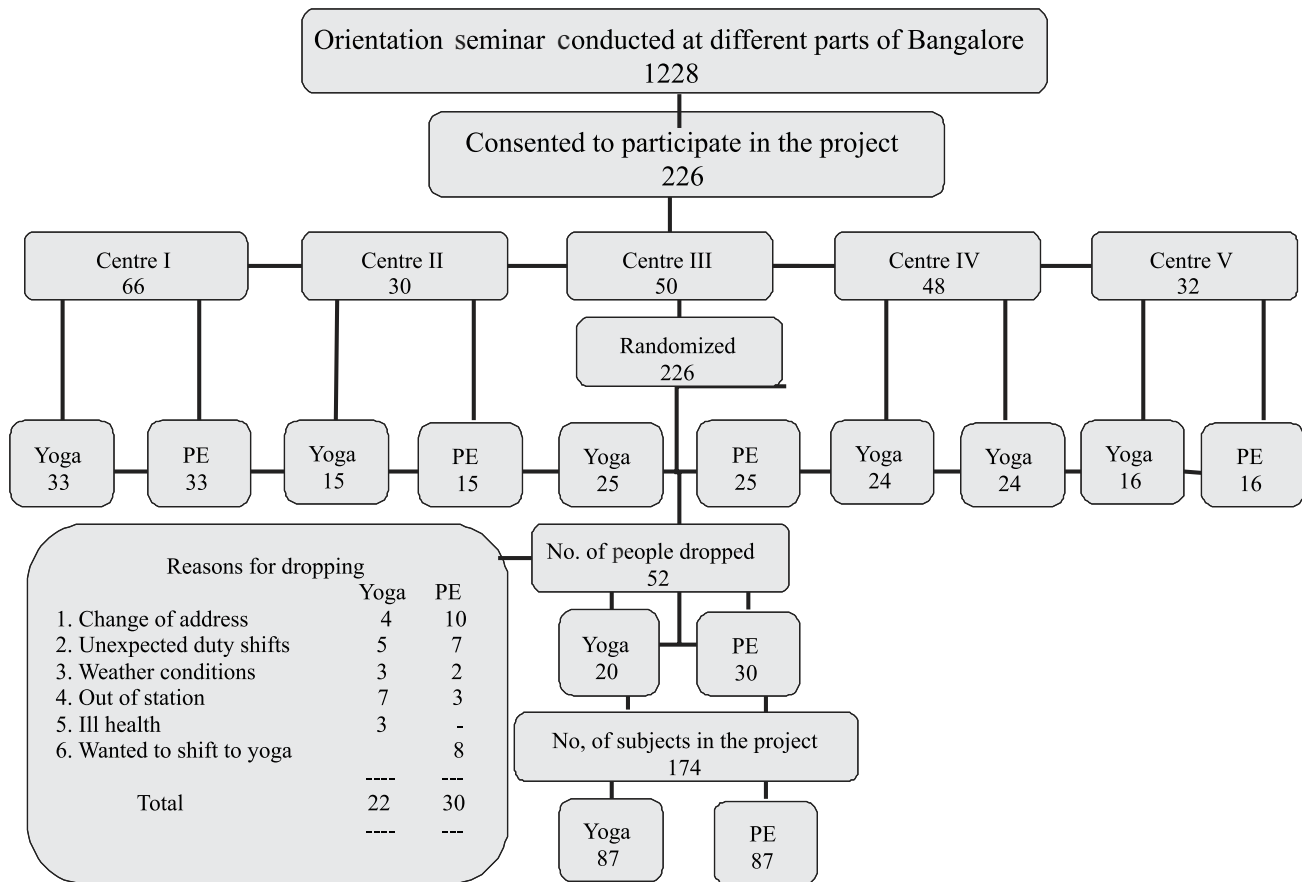 Orientation seminar conducted at different parts of Bangalore
1228
Consented to participate in the project
226
Centre I
66
Centre II
30
Centre III
50
Centre IV
48
Centre V
32
Randomized
226
Yoga
33
PE
33
Yoga
15
PE
15
Yoga
25
PE
25
Yoga
24
Yoga
24
Yoga
16
PE
16
Reasons for dropping
Yoga PE
1. Change of address 4 10
2. Unexpected duty shifts 5 7
3. Weather conditions 3 2
4. Out of station 7 3
5. Ill health 3 -
6. Wanted to shift to yoga 8
---- ---
Total 22 30
---- ---
No. of people dropped
52
Yoga
20
PE
30
No, of subjects in the project
174
Yoga
87
PE
87